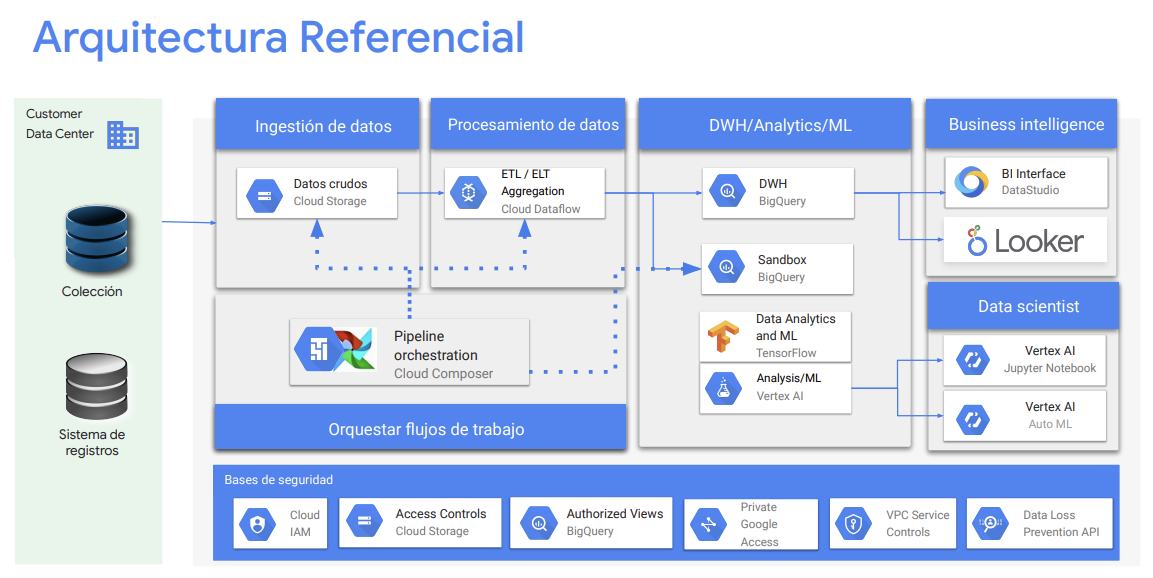 Arquitectura Referencial
Customer
Data Center
Colección
Sistema de
registros
Ingestión de datos
Datos crudos
Cloud Storage
Procesamiento de datos
ETL / ELT
Aggregation
Cloud Dataflow
Pipeline
orchestration
Cloud Composer
Orquestar flujos de trabajo
DWH/Analytics/ML
DWH
BigQuery
Sandbox
BigQuery
Data Analytics
and ML
TensorFlow
Analysis/ML
Vertex AI
Business intelligence
BI Interface
DataStudio
Looker
Data scientist
Vertex AI
Jupyter Notebook
Vertex AI
Auto ML
Bases de seguridad
Cloud
IAM
Access Controls
Cloud Storage
Authorized Views
BigQuery
Private
Google
Access
VPC Service
Controls
Data Loss
Prevention API